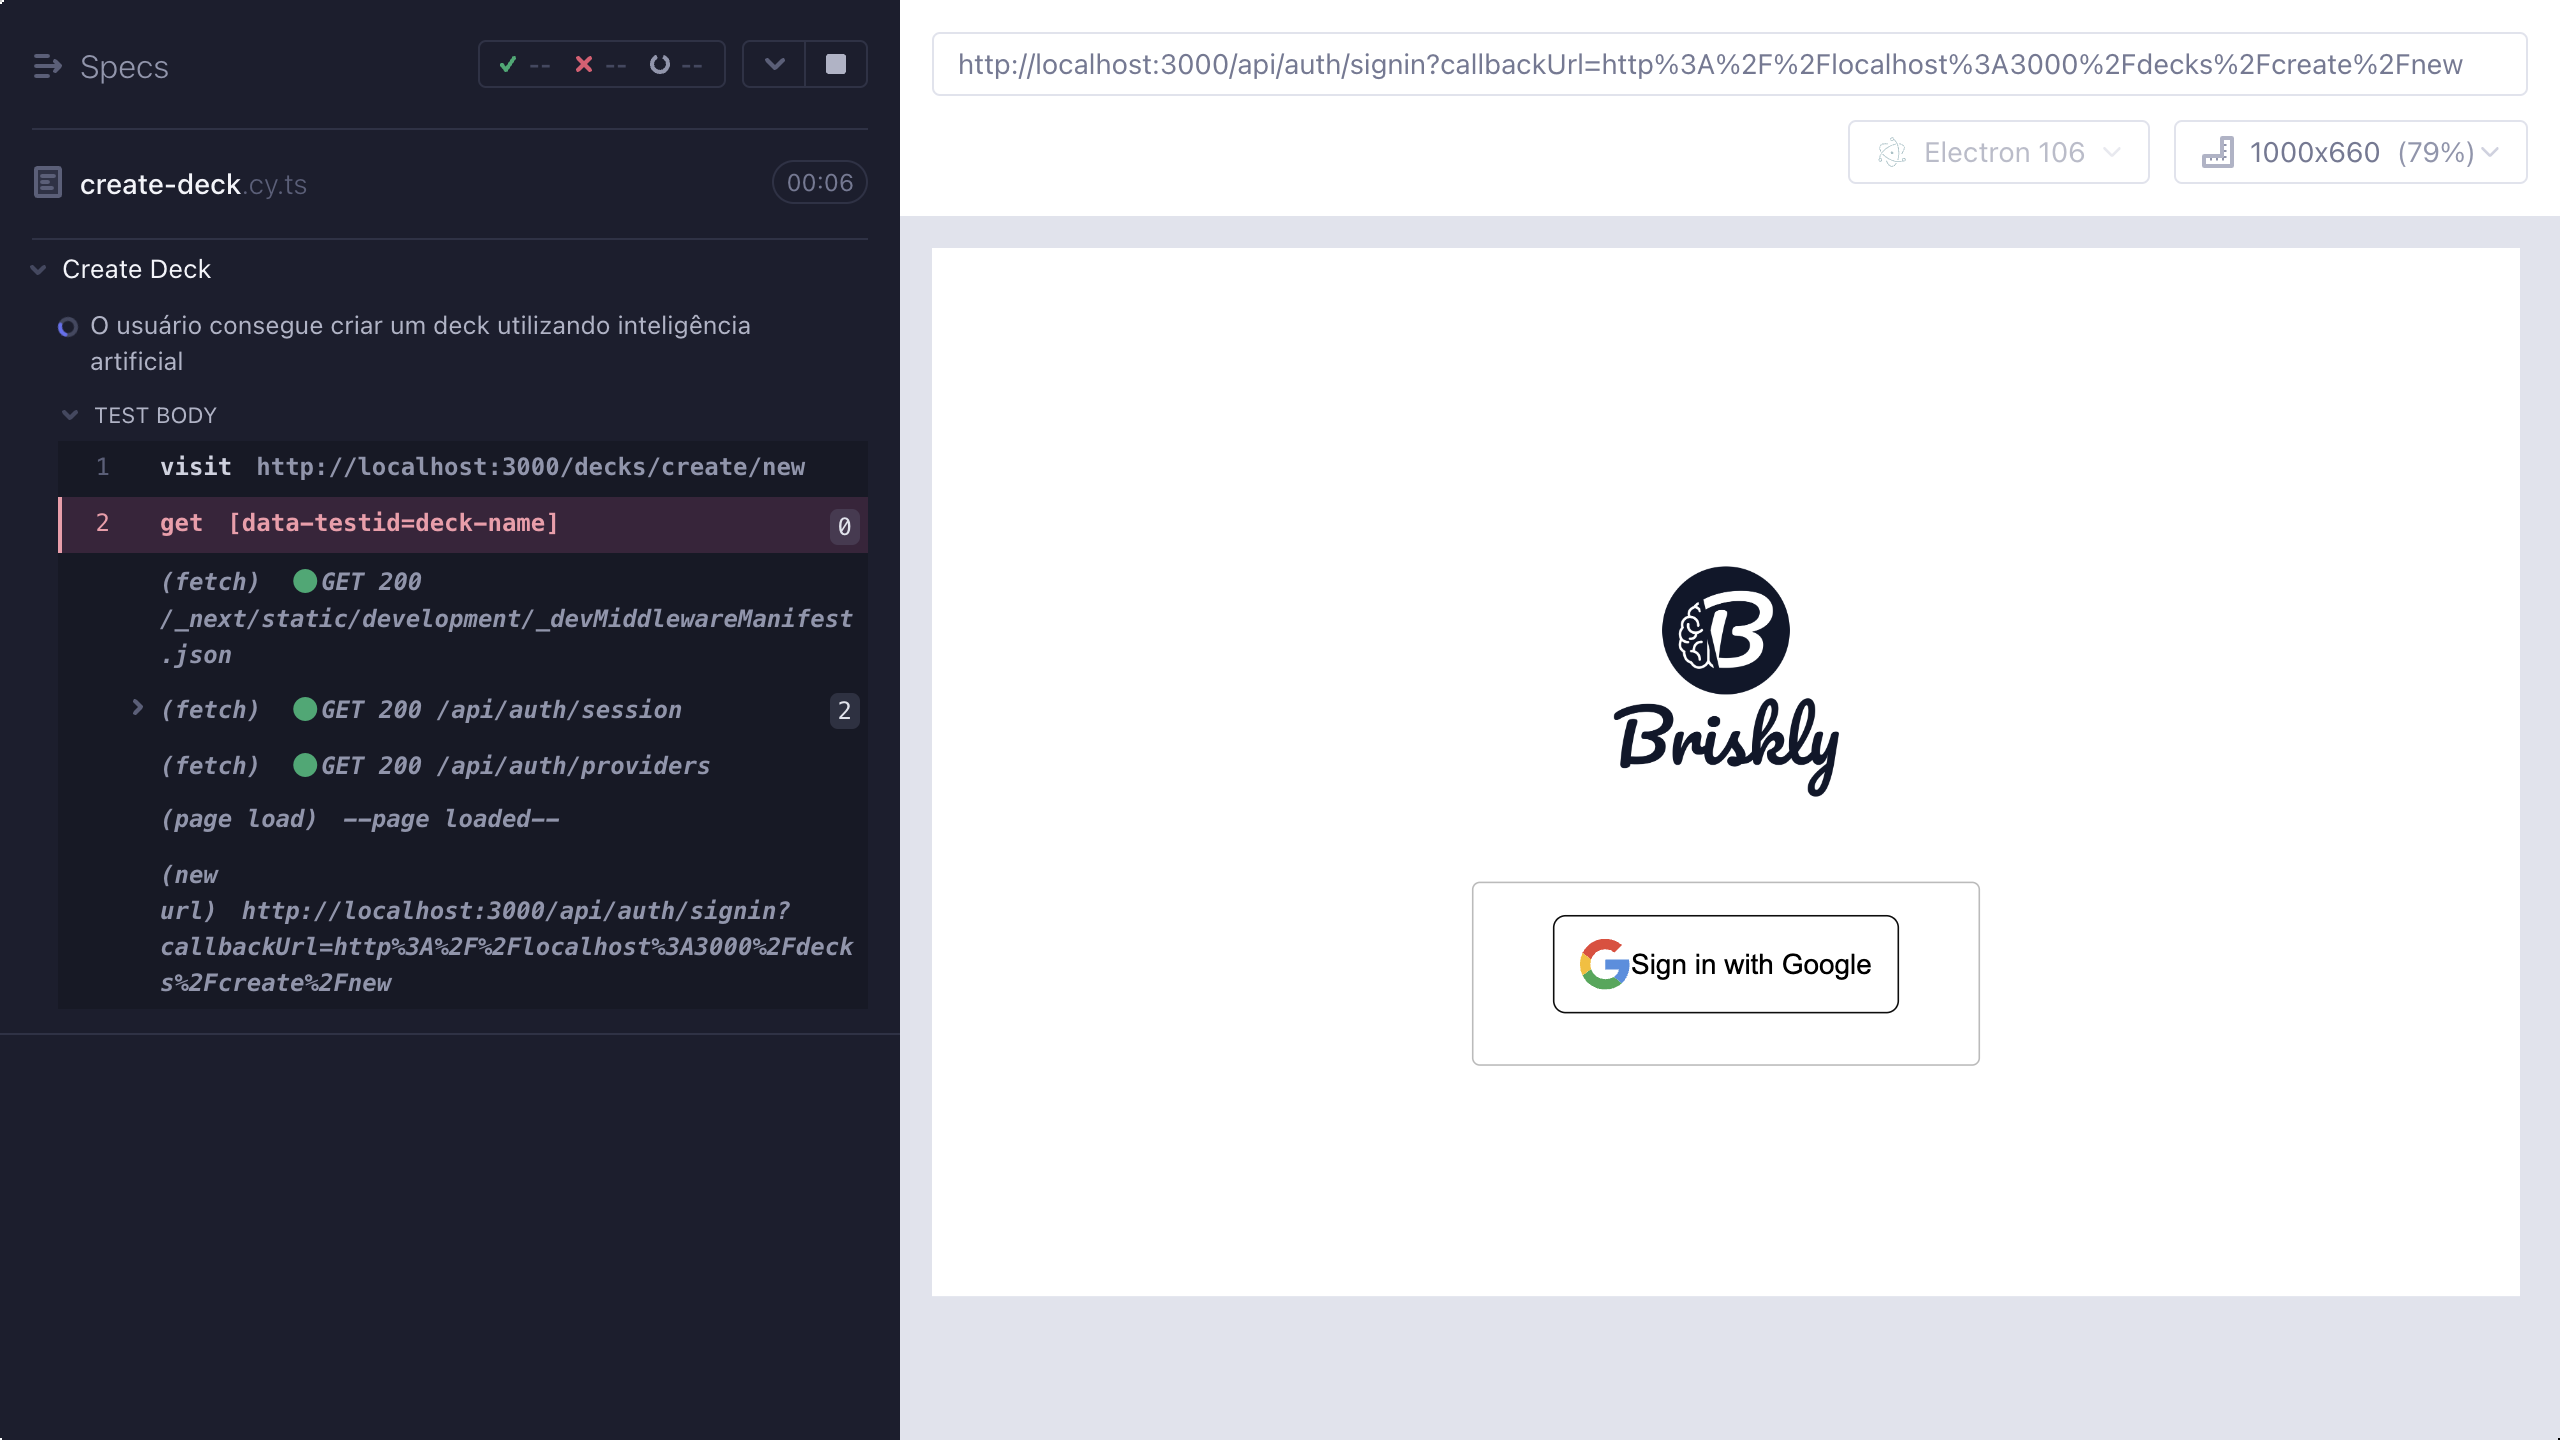 Specs
-- -- --
create-deck.cy.ts
00:06
Create Deck
O usuário consegue criar um deck utilizando inteligência
artificial
TEST BODY
1 visit http://localhost:3000/decks/create/new
2 get [data-testid=deck-name] 0
(fetch) GET 200
/_next/static/development/_devMiddlewareManifest
.json
(fetch) GET 200 /api/auth/session 2
(fetch) GET 200 /api/auth/providers
(page load) --page loaded--
(new
url) http://localhost:3000/api/auth/signin?
callbackUrl=http%3A%2F%2Flocalhost%3A3000%2Fdeck
s%2Fcreate%2Fnew
http://localhost:3000/api/auth/signin?callbackUrl=http%3A%2F%2Flocalhost%3A3000%2Fdecks%2Fcreate%2Fnew
Electron 106
1000x660 (79%)
B
Briskly
Sign in with Google